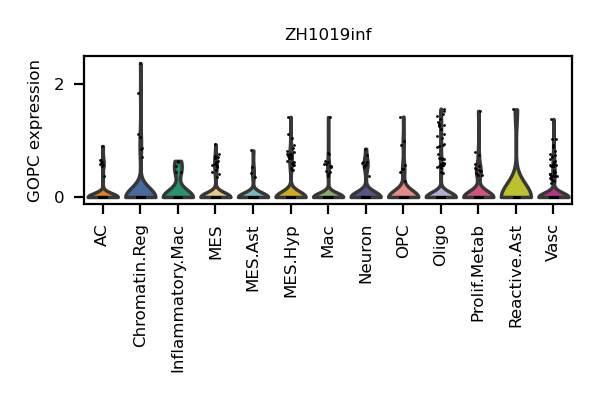 ZH1019inf
GOPC expression
2
0
AC
Chromatin.Reg
Inflammatory.Mac
MES
MES.Ast
MES.Hyp
Mac
Neuron
OPC
Oligo
Prolif.Metab
Reactive.Ast
Vasc